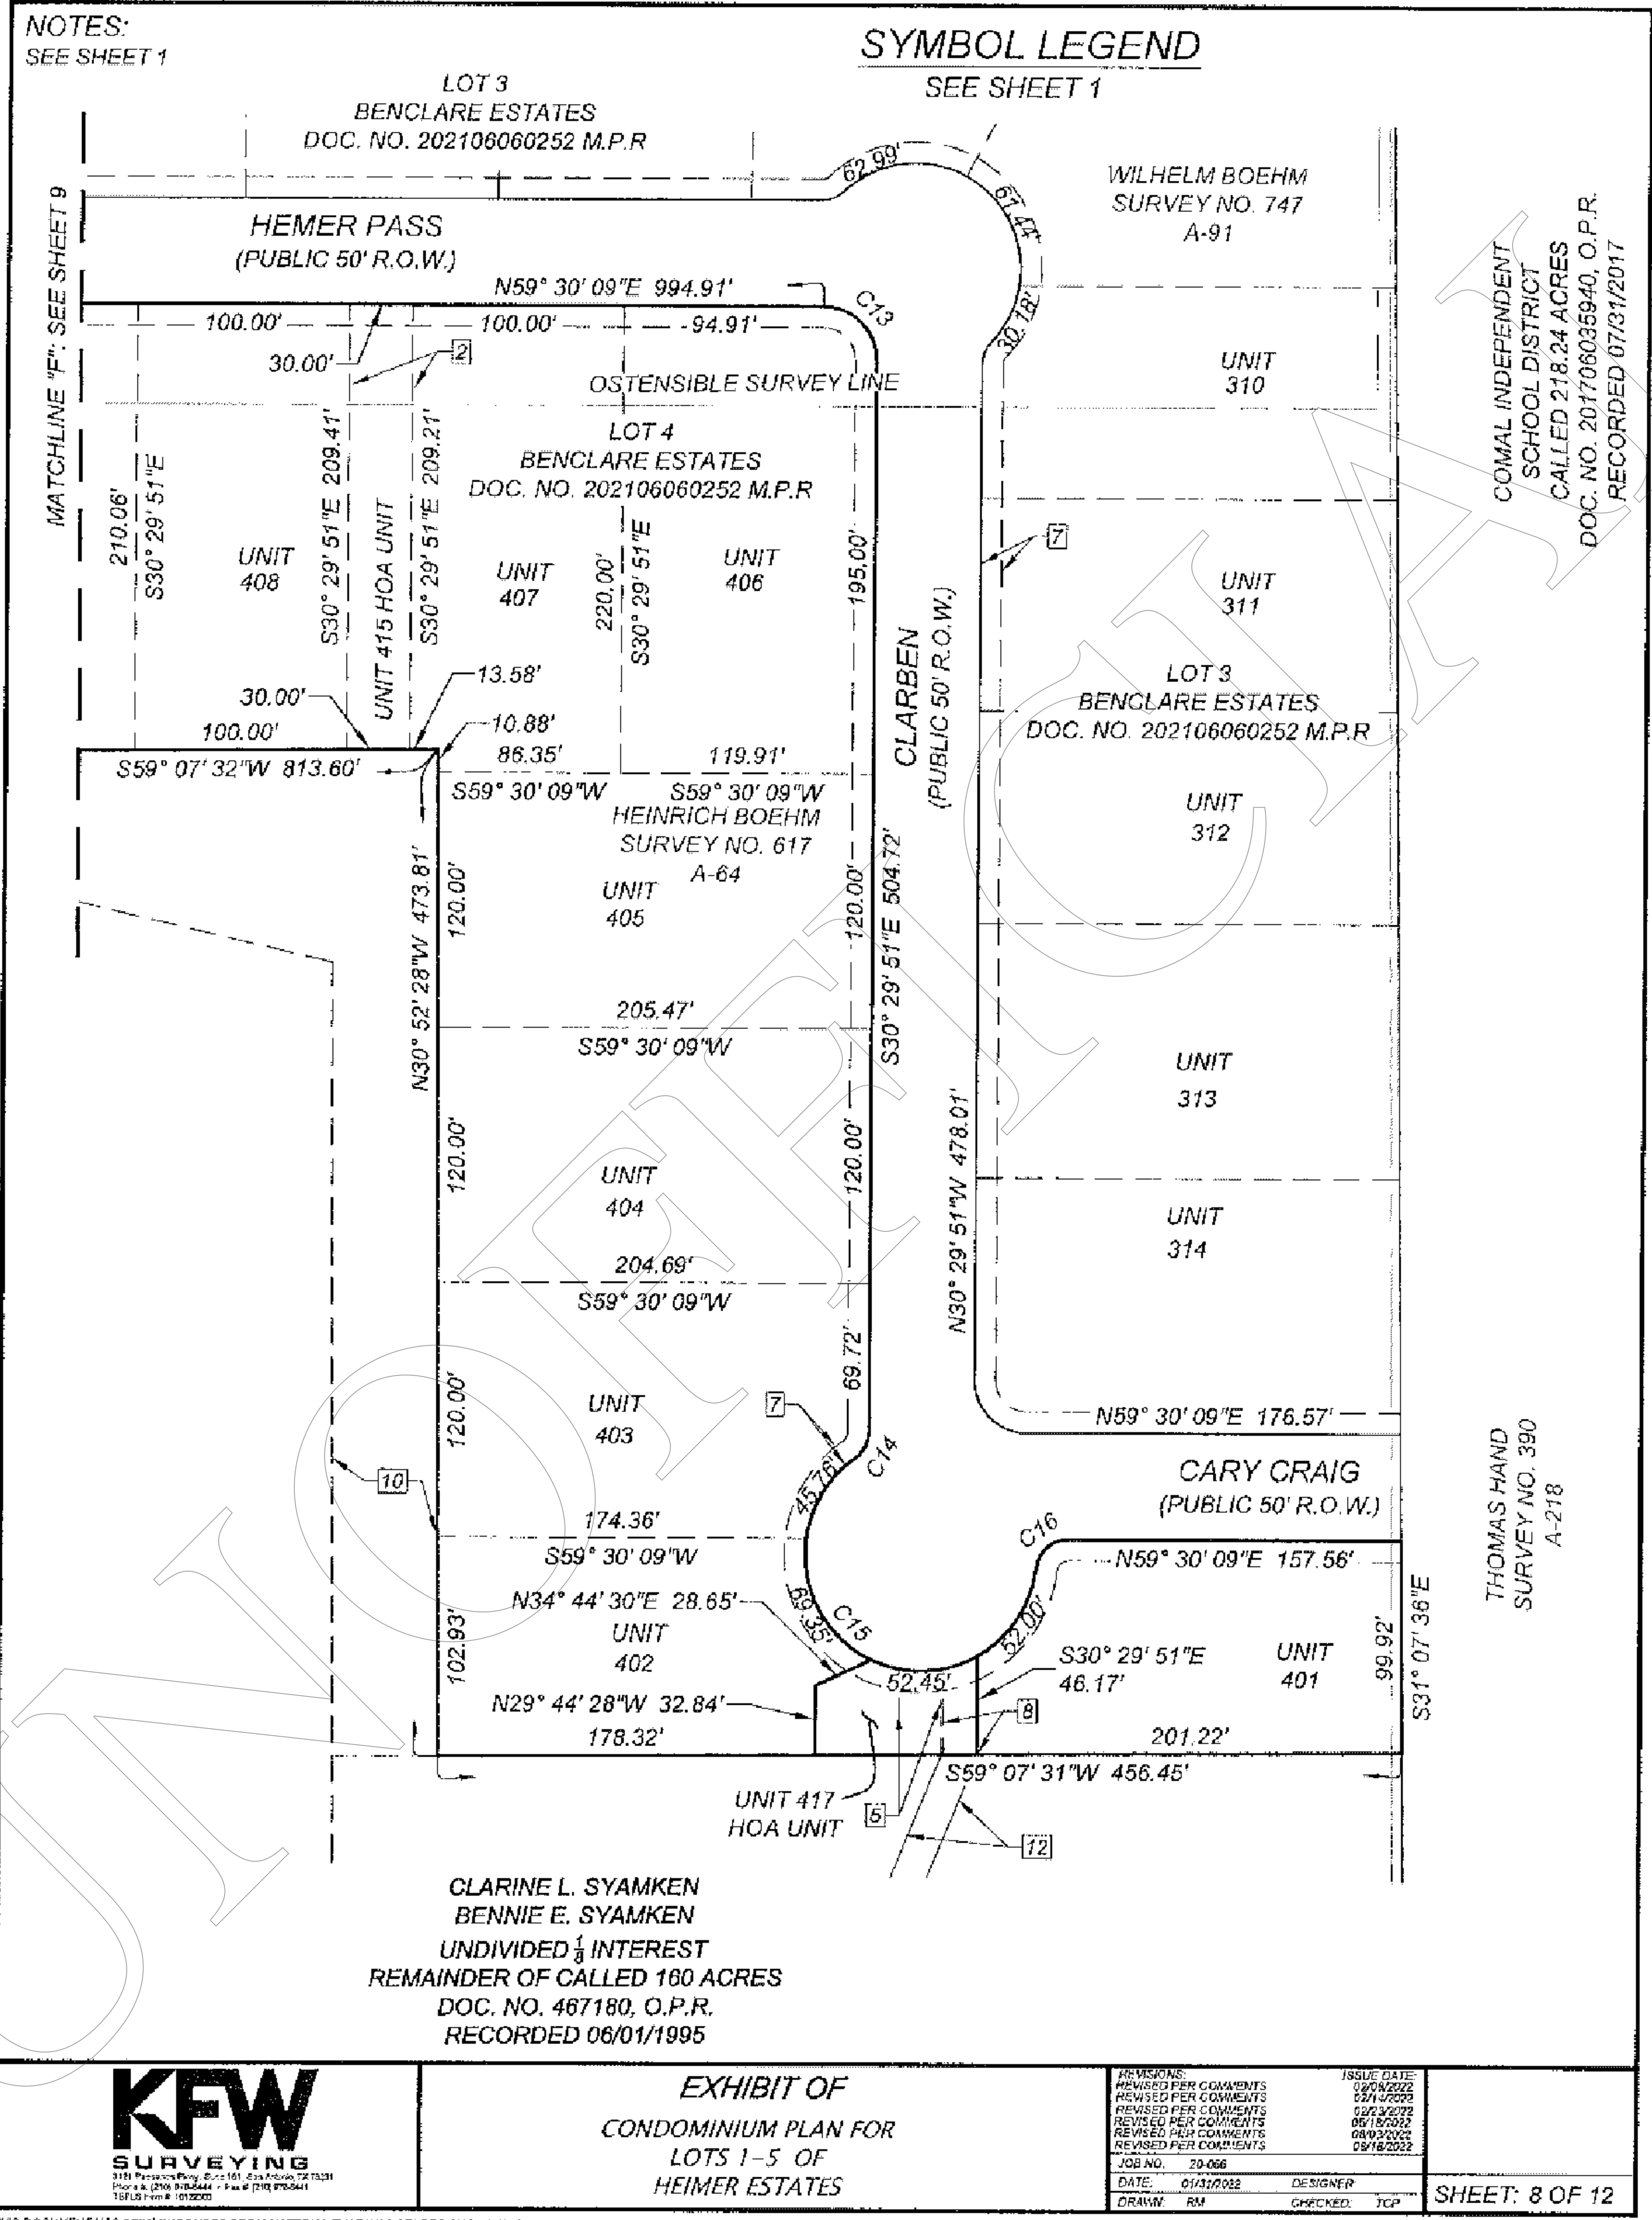 NOTES:
SEE SHEET 1
SYMBOL LEGEND
SEE SHEET 1
LOT 3
BENCLARE ESTATES
DOC. NO. 202106060252 M.P.R
MATCHLINE "F": SEE SHEET 9
HEMER PASS
(PUBLIC 50' R.O.W.)
62.99'
61.44'
30.18'
WILHELM BOEHM
SURVEY NO. 747
A-91
COMAL INDEPENDENT
SCHOOL DISTRICT
CALLED 218.24 ACRES
DOC. NO. 201706035940, O.P.R.
RECORDED 07/31/2017
N59° 30' 09"E 994.91'
C13
100.00'
100.00'
94.91'
30.00'
2
OSTENSIBLE SURVEY LINE
UNIT
310
LOT 4
BENCLARE ESTATES
DOC. NO. 202106060252 M.P.R
210.06'
S30° 29' 51"E
UNIT
408
S30° 29' 51"E 209.41'
UNIT 415 HOA UNIT
S30° 29' 51"E 209.21'
UNIT
407
220.00'
S30° 29' 51"E
UNIT
406
195.00'
CLARBEN
(PUBLIC 50' R.O.W.)
7
UNIT
311
LOT 3
BENCLARE ESTATES
DOC. NO. 202106060252 M.P.R
13.58'
30.00'
10.88'
100.00'
86.35'
119.91'
S59° 07' 32"W 813.60'
S59° 30' 09"W
S59° 30' 09"W
HEINRICH BOEHM
SURVEY NO. 617
A-64
UNIT
312
N30° 52' 28"W 473.81'
120.00'
UNIT
405
120.00'
S30° 29' 51"E 504.72'
205.47'
S59° 30' 09"W
UNIT
313
120.00'
UNIT
404
120.00'
N30° 29' 51"W 478.01'
UNIT
314
204.69'
S59° 30' 09"W
69.72'
120.00'
UNIT
403
7
N59° 30' 09"E 176.57'
C14
45.76'
10
CARY CRAIG
(PUBLIC 50' R.O.W.)
THOMAS HAND
SURVEY NO. 390
A-218
174.36'
S59° 30' 09"W
C16
N59° 30' 09"E 157.56'
N34° 44' 30"E 28.65'
69.35'
C15
52.00'
102.93'
UNIT
402
S30° 29' 51"E
46.17'
UNIT
401
99.92'
S31° 07' 36"E
52.45'
N29° 44' 28"W 32.84'
8
178.32'
201.22'
S59° 07' 31"W 456.45'
UNIT 417
HOA UNIT
5
12
CLARINE L. SYAMKEN
BENNIE E. SYAMKEN
UNDIVIDED INTEREST
REMAINDER OF CALLED 160 ACRES
DOC. NO. 467180, O.P.R.
RECORDED 06/01/1995
UNOFFICIAL
KFW
SURVEYING
EXHIBIT OF
CONDOMINIUM PLAN FOR
LOTS 1-5 OF
HEIMER ESTATES
REVISIONS: ISSUE DATE:
REVISED PER COMMENTS
REVISED PER COMMENTS 02/14/2022
REVISED PER COMMENTS 02/23/2022
REVISED PER COMMENTS 05/18/2022
REVISED PER COMMENTS
REVISED PER COMMENTS
JOB NO. 20-066
DATE: 01/31/2022 DESIGNER
DRAWN: RM CHECKED: TCP
SHEET: 8 OF 12